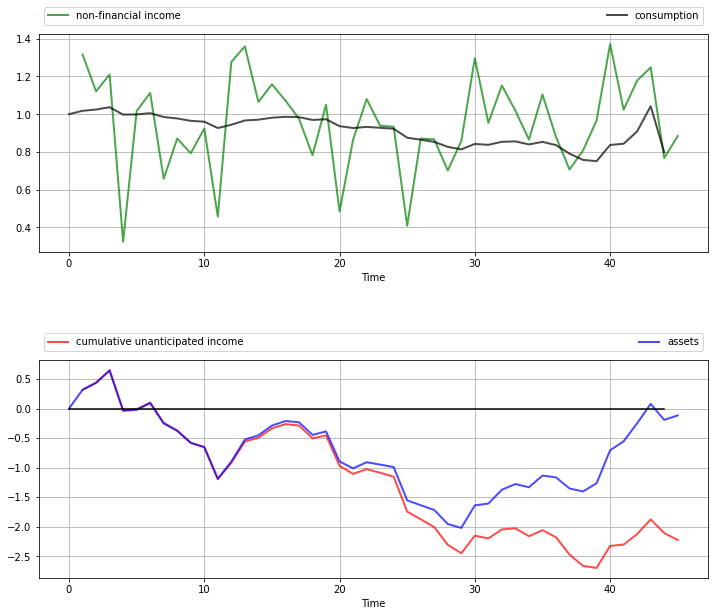 non-financial income consumption
1.4
1.2
1.0
0.8
0.6
0.4
0 10 20 30 40
Time
cumulative unanticipated income assets
0.5
0.0
−0.5
−1.0
−1.5
−2.0
−2.5
0 10 20 30 40
Time